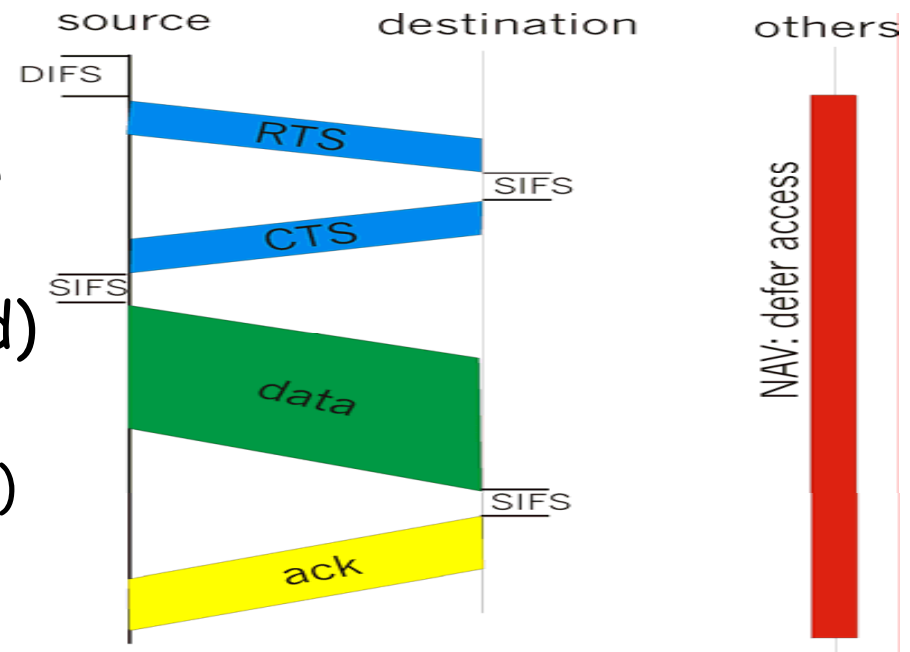 source
destination
others
DIFS
RTS
SIFS
CTS
SIFS
d)
data
)
SIFS
ack
NAV: defer access